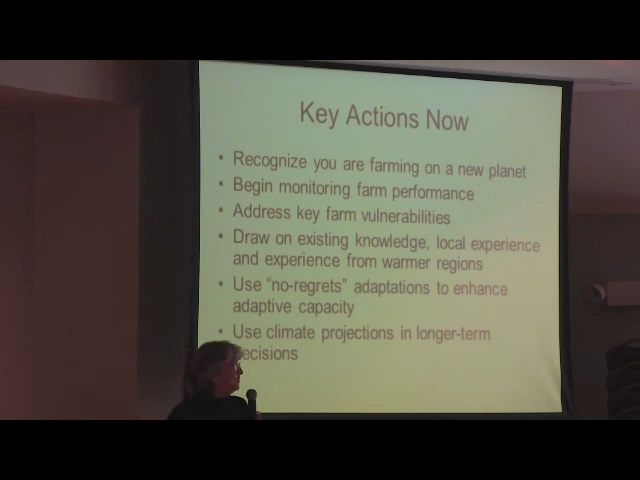 Key Actions Now
• Recognize you are farming on a new planet
• Begin monitoring farm performance
• Address key farm vulnerabilities
• Draw on existing knowledge, local experience
and experience from warmer regions
• Use “no-regrets” adaptations to enhance
adaptive capacity
• Use climate projections in longer-term
ecisions